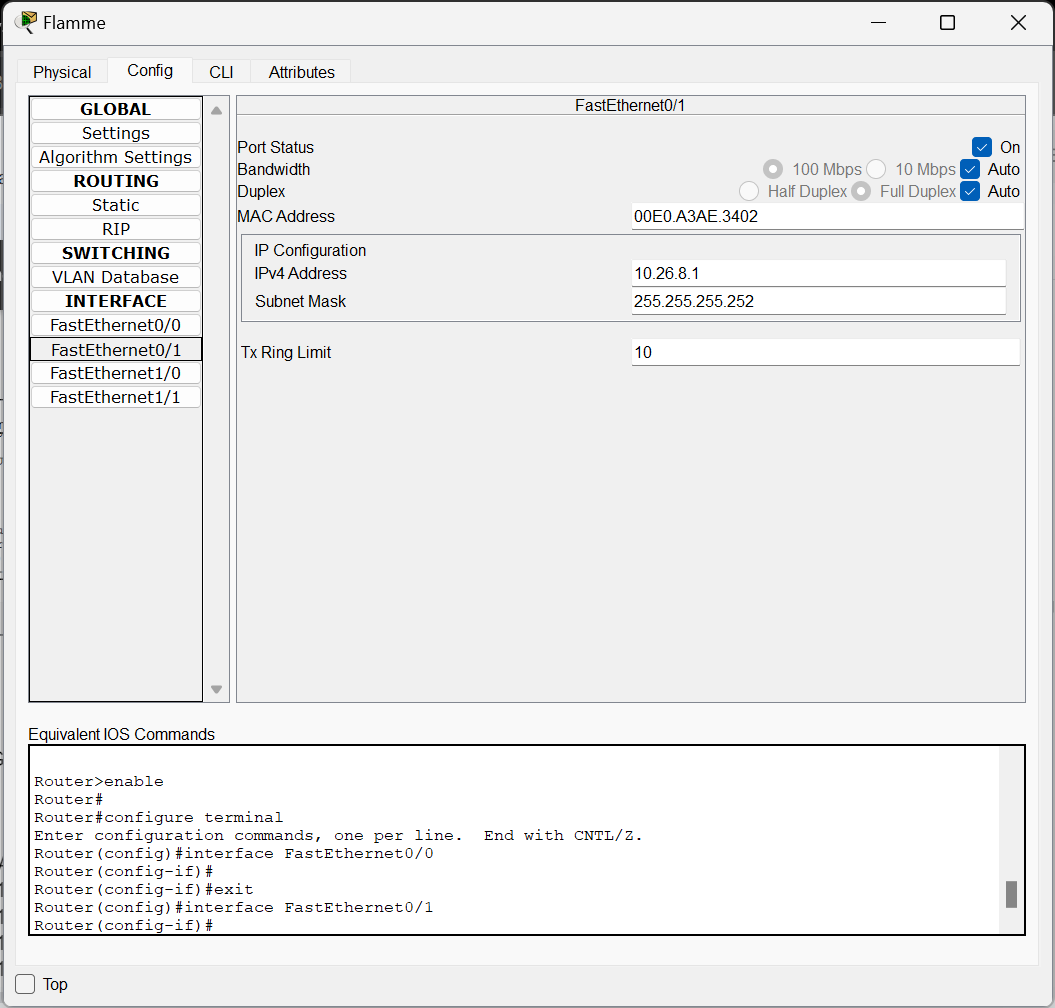 Flamme
Physical Config CLI Attributes
GLOBAL
Settings
Algorithm Settings
ROUTING
Static
RIP
SWITCHING
VLAN Database
INTERFACE
FastEthernet0/0
FastEthernet0/1
FastEthernet1/0
FastEthernet1/1
FastEthernet0/1
Port Status On
Bandwidth 100 Mbps 10 Mbps Auto
Duplex Half Duplex Full Duplex Auto
MAC Address 00E0.A3AE.3402
IP Configuration
IPv4 Address 10.26.8.1
Subnet Mask 255.255.255.252
Tx Ring Limit 10
Equivalent IOS Commands
Router>enable
Router#
Router#configure terminal
Enter configuration commands, one per line.  End with CNTL/Z.
Router(config)#interface FastEthernet0/0
Router(config-if)#
Router(config-if)#exit
Router(config)#interface FastEthernet0/1
Router(config-if)#
Top